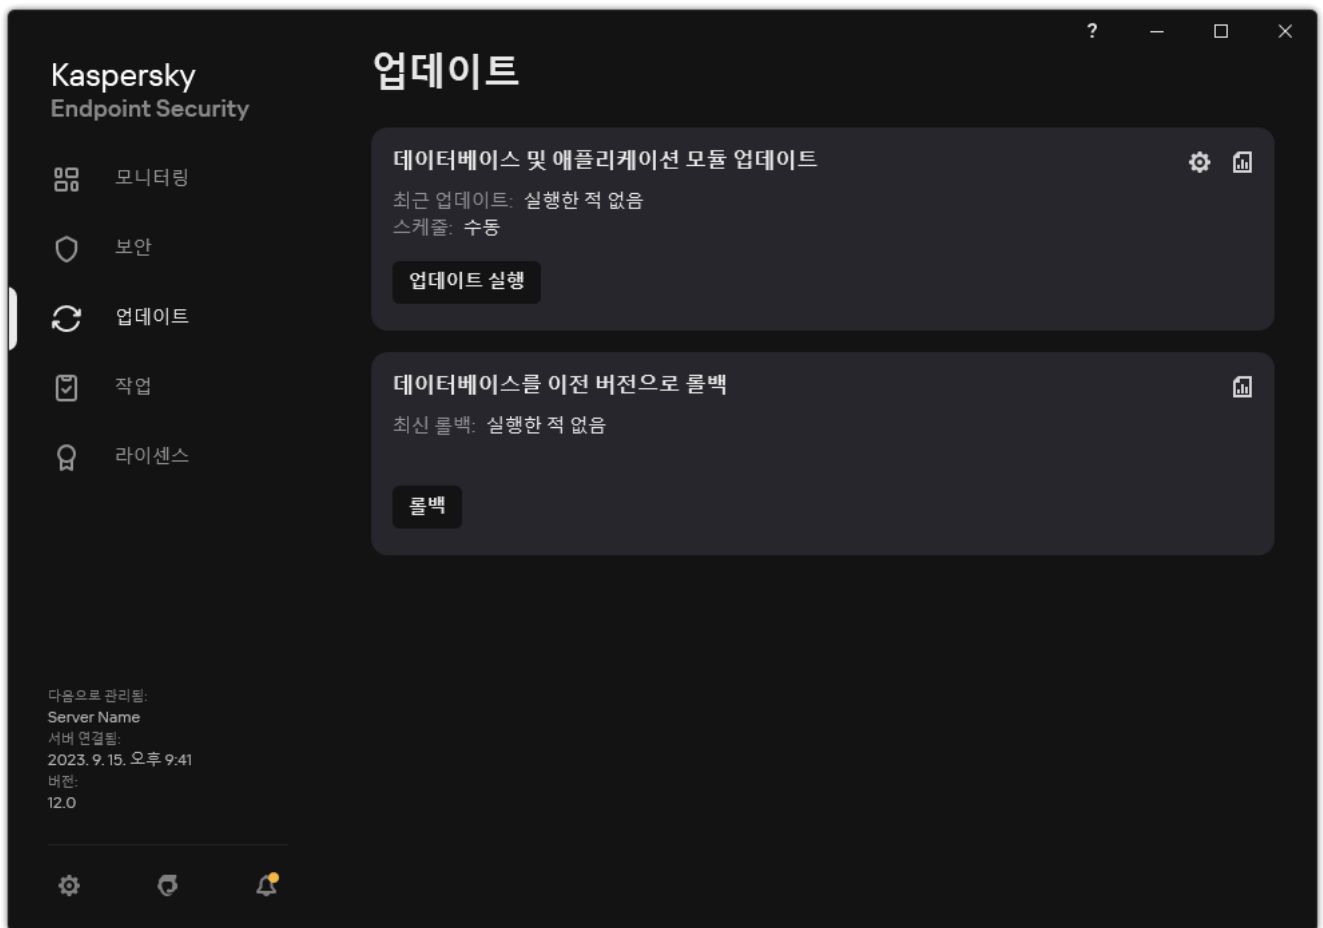 ?
Kaspersky
Endpoint Security
모니터링
보안
업데이트
작업
라이센스
다음으로 관리됨:
Server Name
서버 연결됨:
2023. 9. 15. 오후 9:41
버전:
12.0
업데이트
데이터베이스 및 애플리케이션 모듈 업데이트
최근 업데이트: 실행한 적 없음
스케줄: 수동
업데이트 실행
데이터베이스를 이전 버전으로 롤백
최신 롤백: 실행한 적 없음
롤백